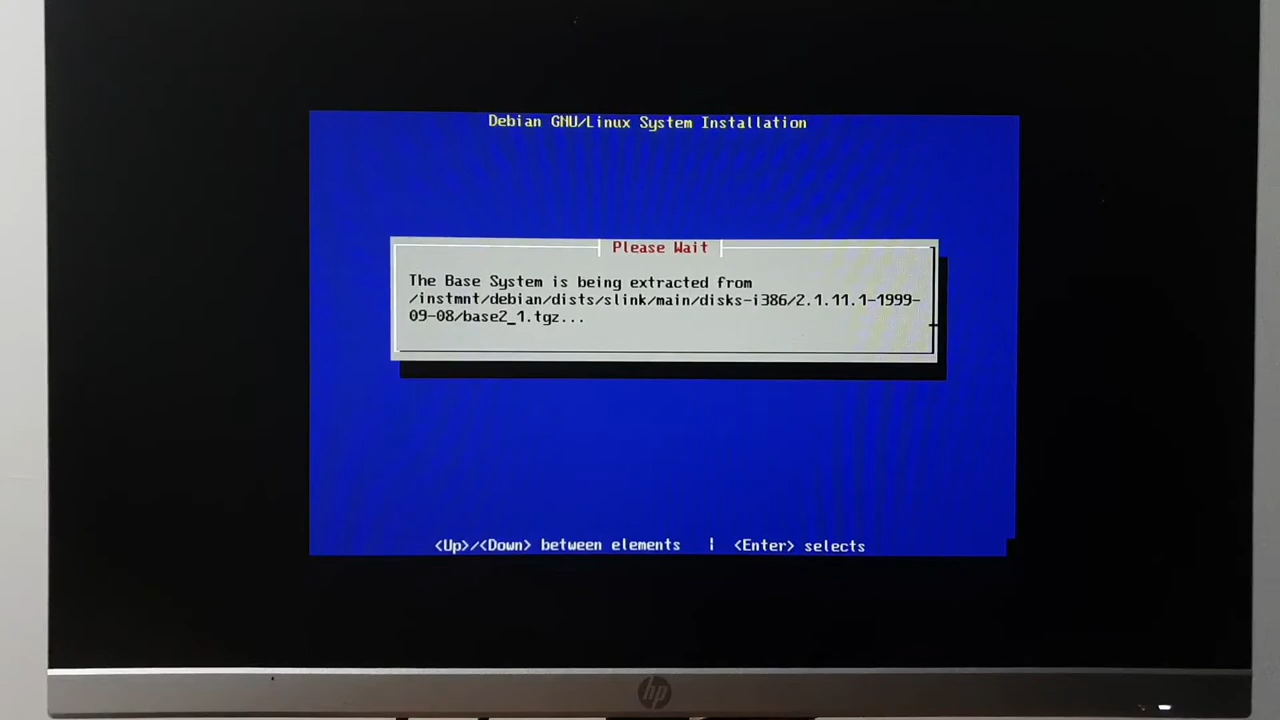 Debian GNU/Linux System Installation
Please Wait
The Base System is being extracted from
/instmnt/debian/dists/slink/main/disks-i386/2.1.11.1-1999-
09-08/base2_1.tgz...
<Up>/<Down> between elements | <Enter> selects
hp